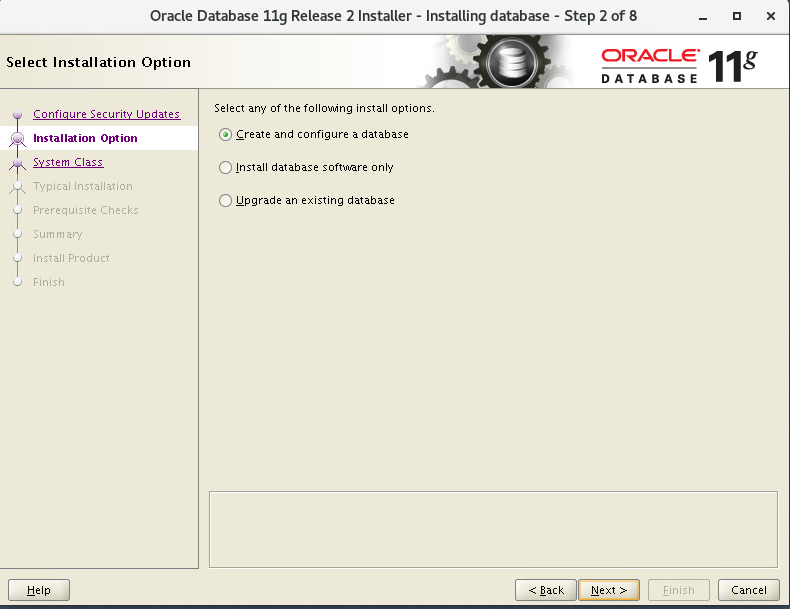 Oracle Database 11g Release 2 Installer - Installing database - Step 2 of 8
Select Installation Option
ORACLE
DATABASE
11g
Configure Security Updates
Installation Option
System Class
Typical Installation
Prerequisite Checks
Summary
Install Product
Finish
Select any of the following install options.
Create and configure a database
Install database software only
Upgrade an existing database
Help
< Back
Next >
Finish
Cancel